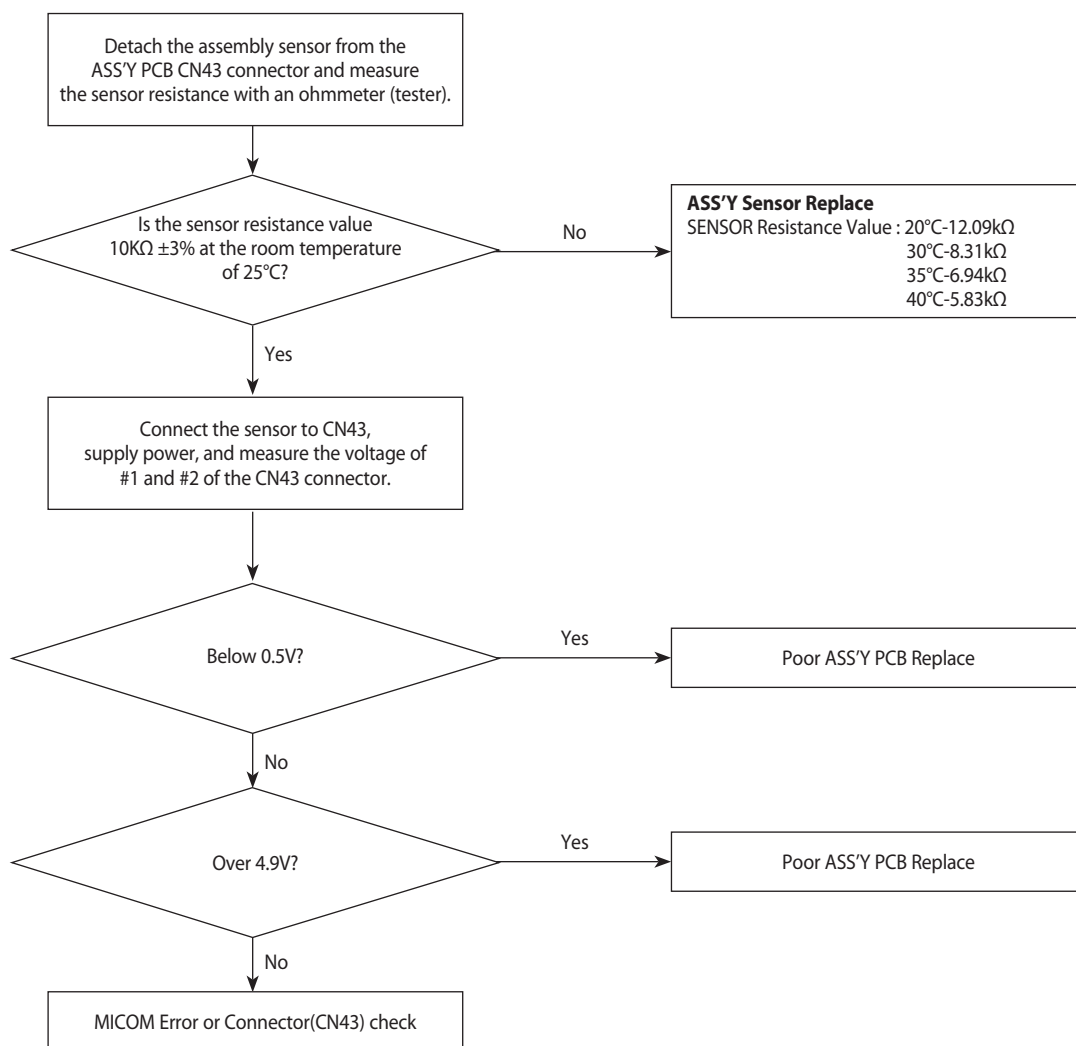 Detach the assembly sensor from the
ASS'Y PCB CN43 connector and measure
the sensor resistance with an ohmmeter (tester).
Is the sensor resistance value
10KΩ ±3% at the room temperature
of 25°C?
No
ASS'Y Sensor Replace
SENSOR Resistance Value : 20°C-12.09kΩ
30°C-8.31kΩ
35°C-6.94kΩ
40°C-5.83kΩ
Yes
Connect the sensor to CN43,
supply power, and measure the voltage of
#1 and #2 of the CN43 connector.
Below 0.5V?
Yes
Poor ASS'Y PCB Replace
No
Over 4.9V?
Yes
Poor ASS'Y PCB Replace
No
MICOM Error or Connector(CN43) check